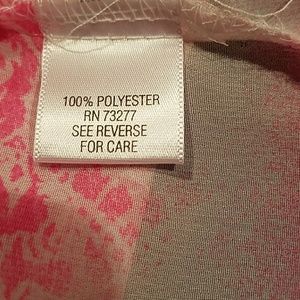 100% POLYESTER
RN 73277
SEE REVERSE
FOR CARE